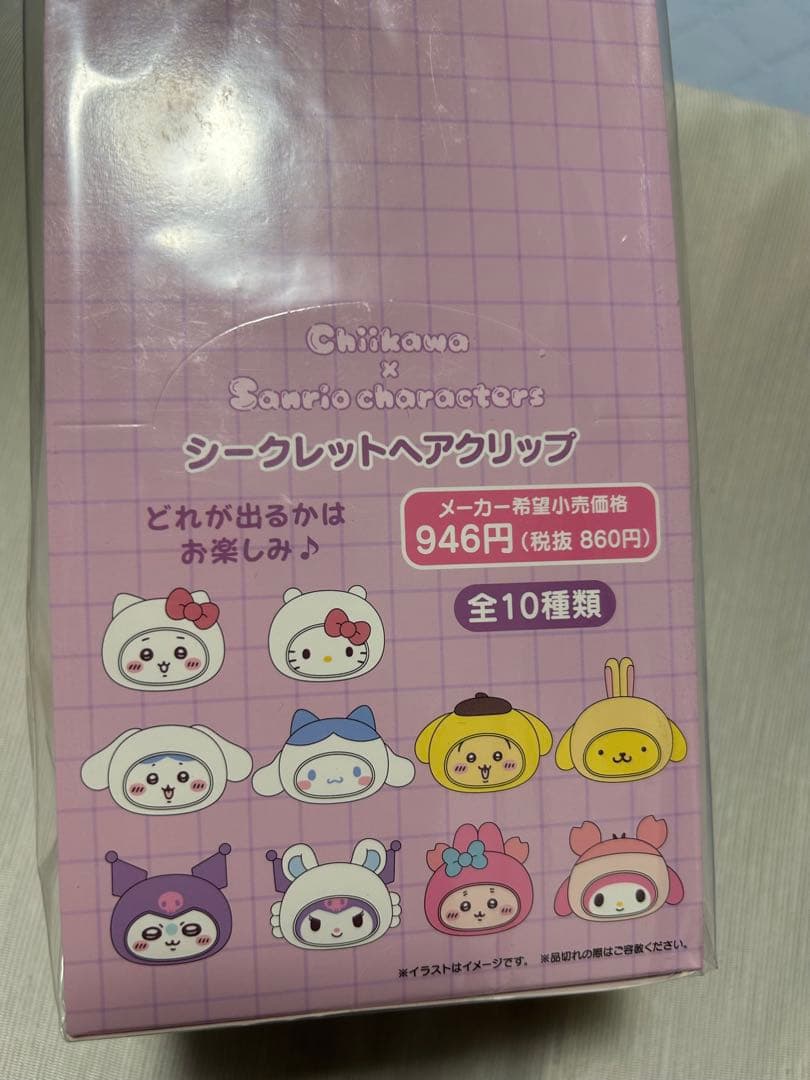 Chiikawa
×
Sanrio characters
シークレットヘアクリップ
どれが出るかは
お楽しみ♪
メーカー希望小売価格
946円(税抜 860円)
全10種類
※イラストはイメージです。 ※品切れの際はご容赦ください。